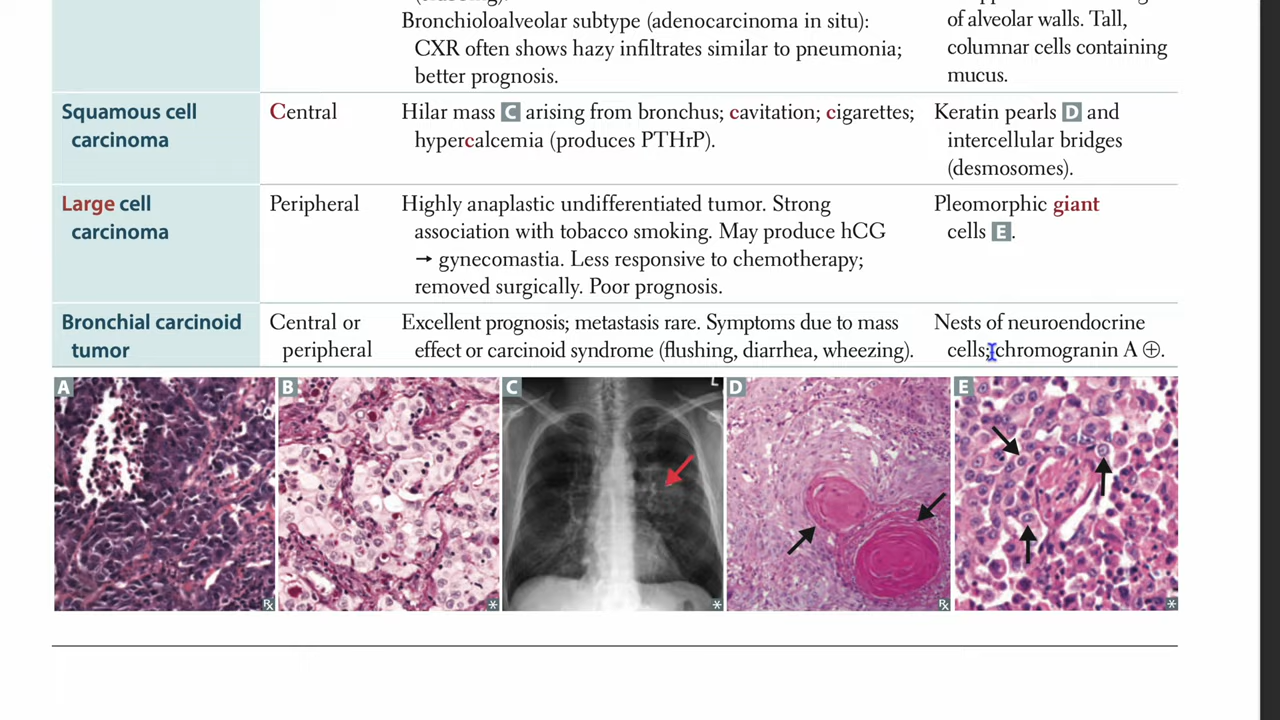 of alveolar walls. Tall,
Bronchioloalveolar subtype (adenocarcinoma in situ):
CXR often shows hazy infiltrates similar to pneumonia;
columnar cells containing
better prognosis.
mucus.
Squamous cell
carcinoma
Central
Hilar mass C arising from bronchus; cavitation; cigarettes;
hypercalcemia (produces PTHrP).
Keratin pearls D and
intercellular bridges
(desmosomes).
Large cell
carcinoma
Peripheral
Highly anaplastic undifferentiated tumor. Strong
association with tobacco smoking. May produce hCG
→ gynecomastia. Less responsive to chemotherapy;
removed surgically. Poor prognosis.
Pleomorphic giant
cells E.
Bronchial carcinoid
tumor
Central or
peripheral
Excellent prognosis; metastasis rare. Symptoms due to mass
effect or carcinoid syndrome (flushing, diarrhea, wheezing).
Nests of neuroendocrine
cells; chromogranin A ⊕.
A
B
C
L
D
E
℞
*
*
℞
*